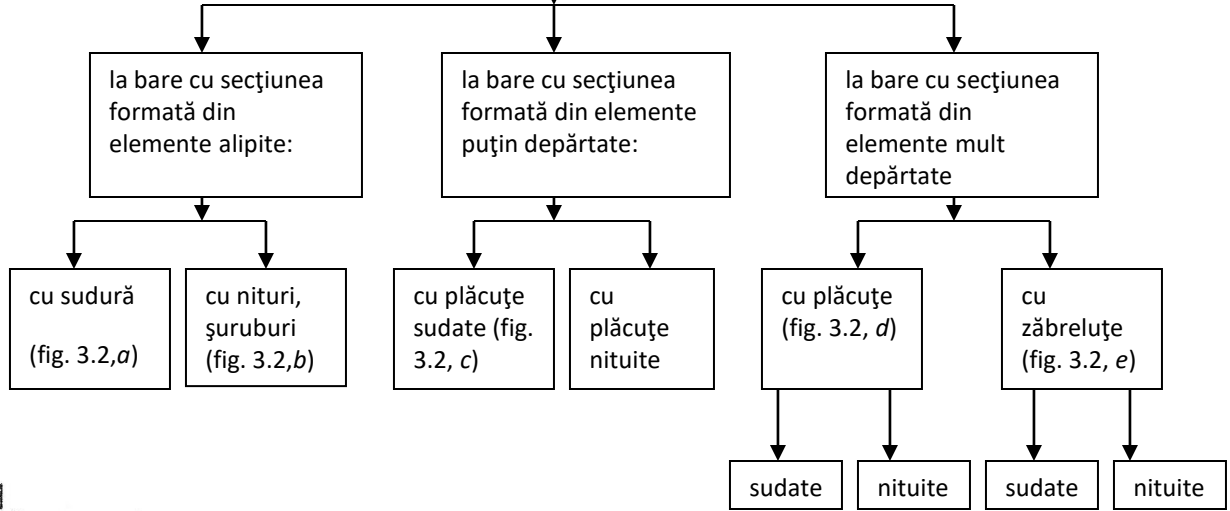 la bare cu secţiunea
formată din
elemente alipite:
la bare cu secţiunea
formată din elemente
puţin depărtate:
la bare cu secţiunea
formată din
elemente mult
depărtate
cu sudură
(fig. 3.2,a)
cu nituri,
şuruburi
(fig. 3.2,b)
cu plăcuţe
sudate (fig.
3.2, c)
cu
plăcuţe
nituite
cu plăcuţe
(fig. 3.2, d)
cu
zăbreluţe
(fig. 3.2, e)
sudate
nituite
sudate
nituite